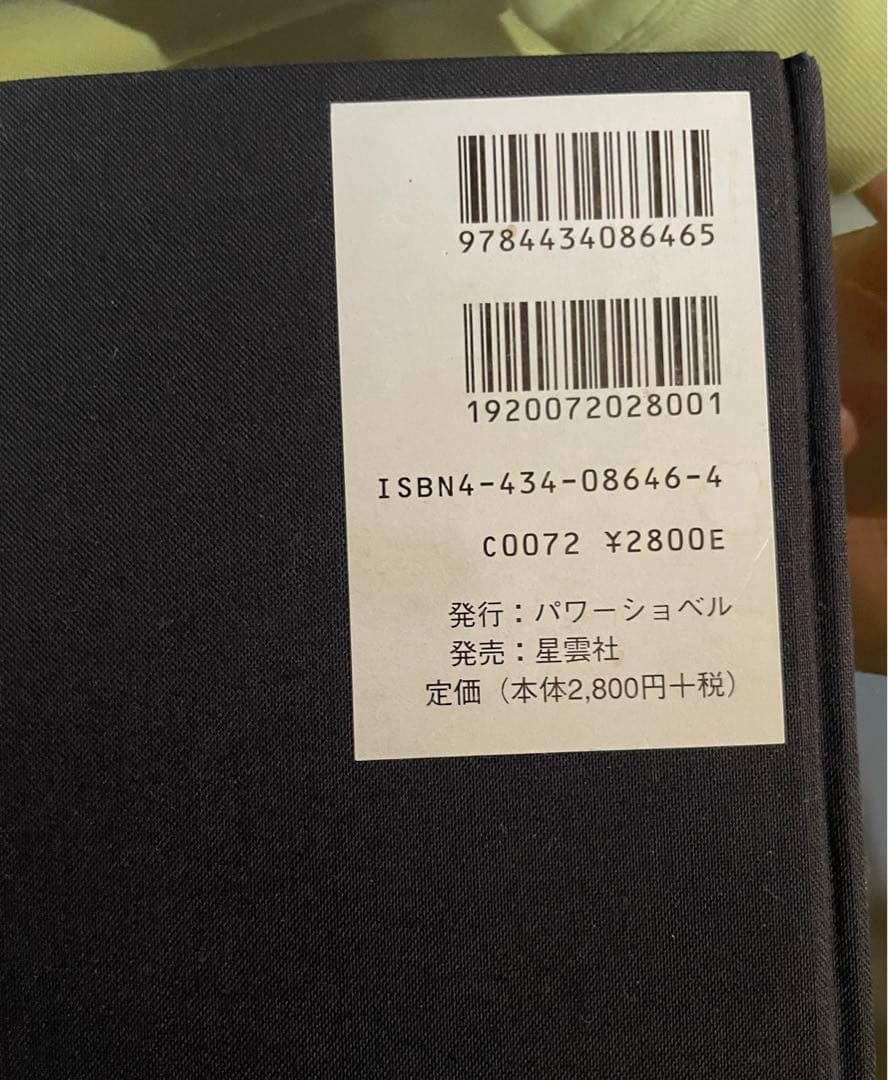 9784434086465
1920072028001
ISBN4-434-08646-4
C0072 ¥2800E
発行：パワーショベル
発売：星雲社
定価（本体2,800円＋税）